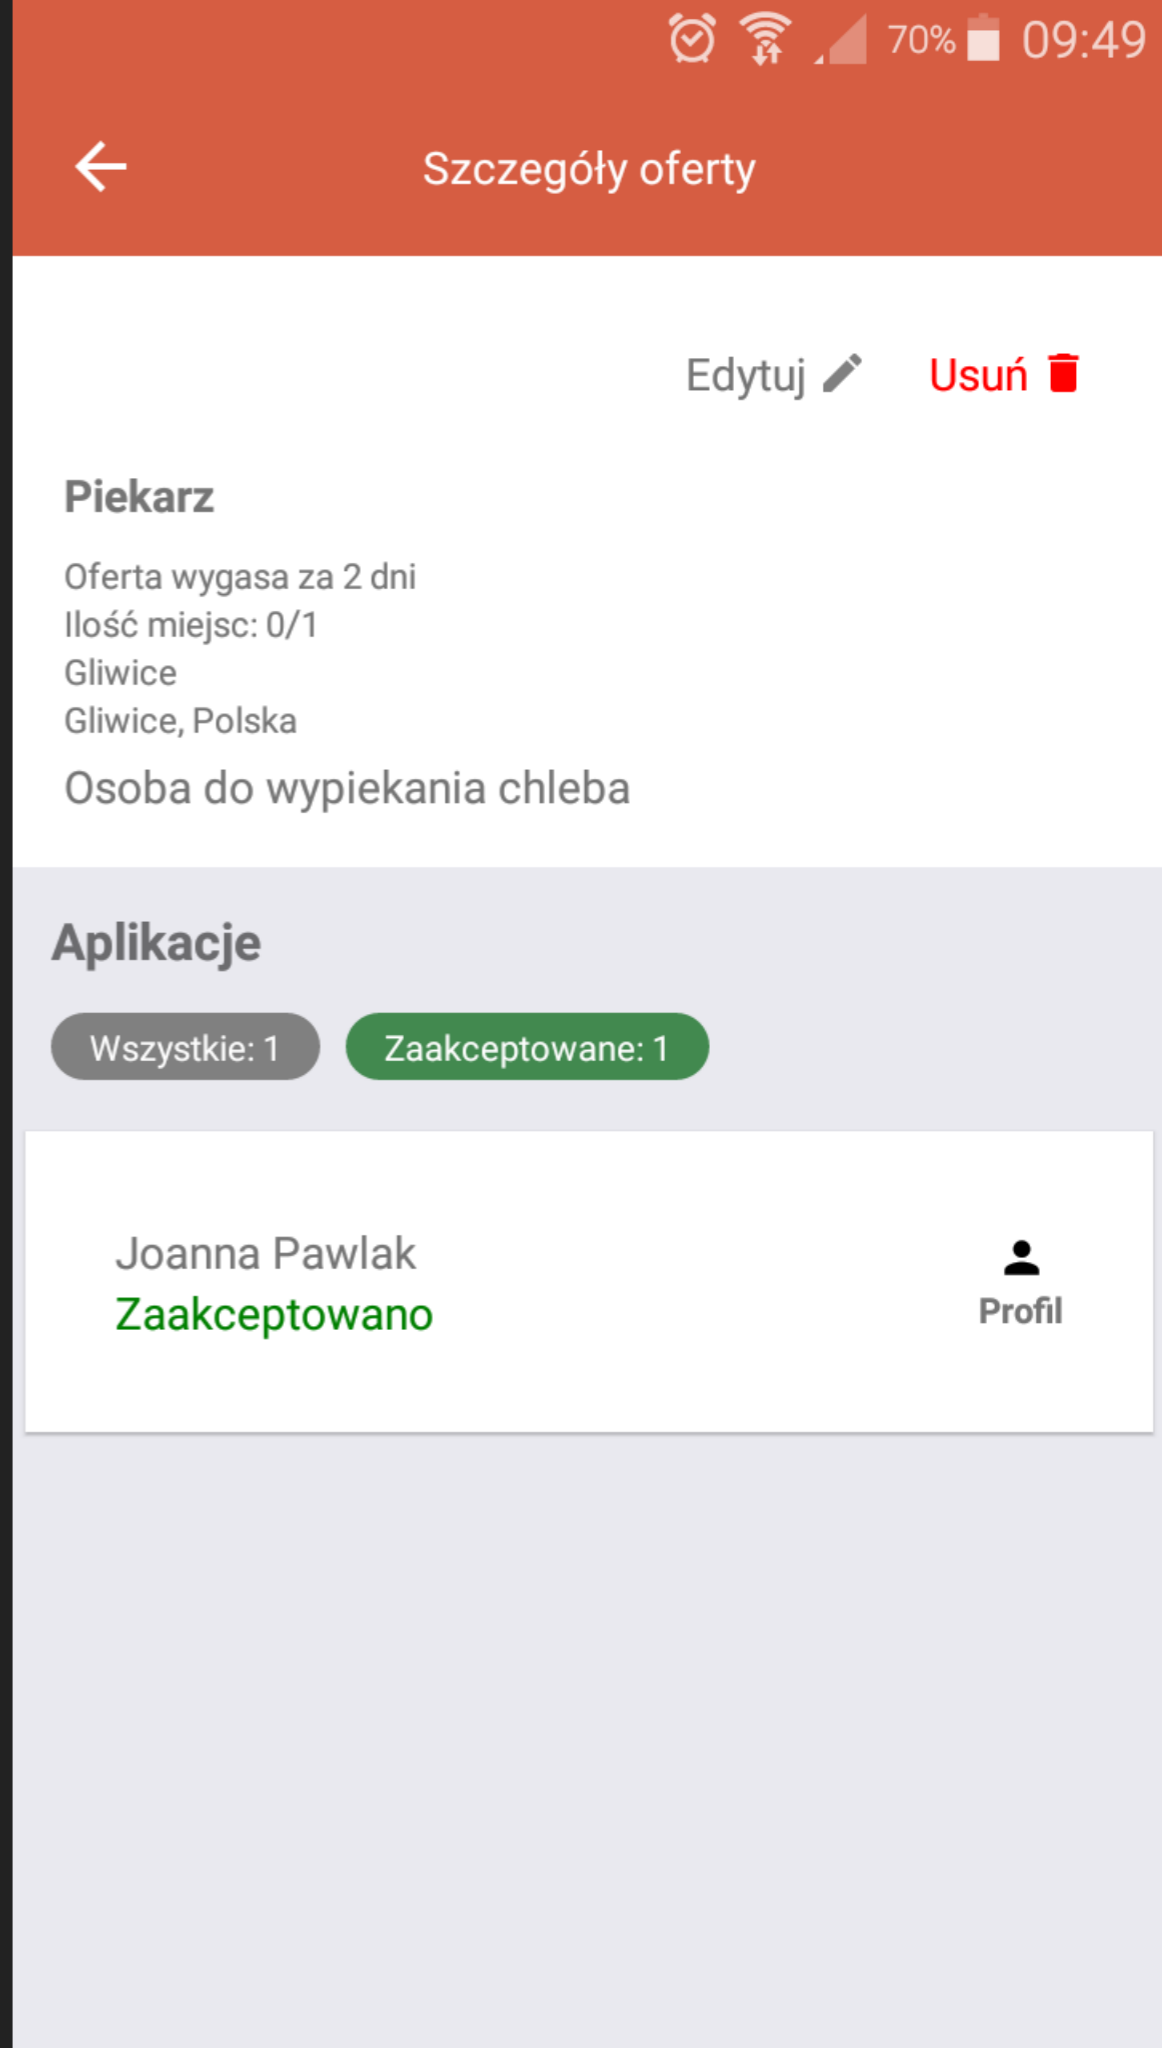 70% 09:49
Szczegóły oferty
Edytuj Usuń
Piekarz
Oferta wygasa za 2 dni
Ilość miejsc: 0/1
Gliwice
Gliwice, Polska
Osoba do wypiekania chleba
Aplikacje
Wszystkie: 1 Zaakceptowane: 1
Joanna Pawlak
Zaakceptowano
Profil